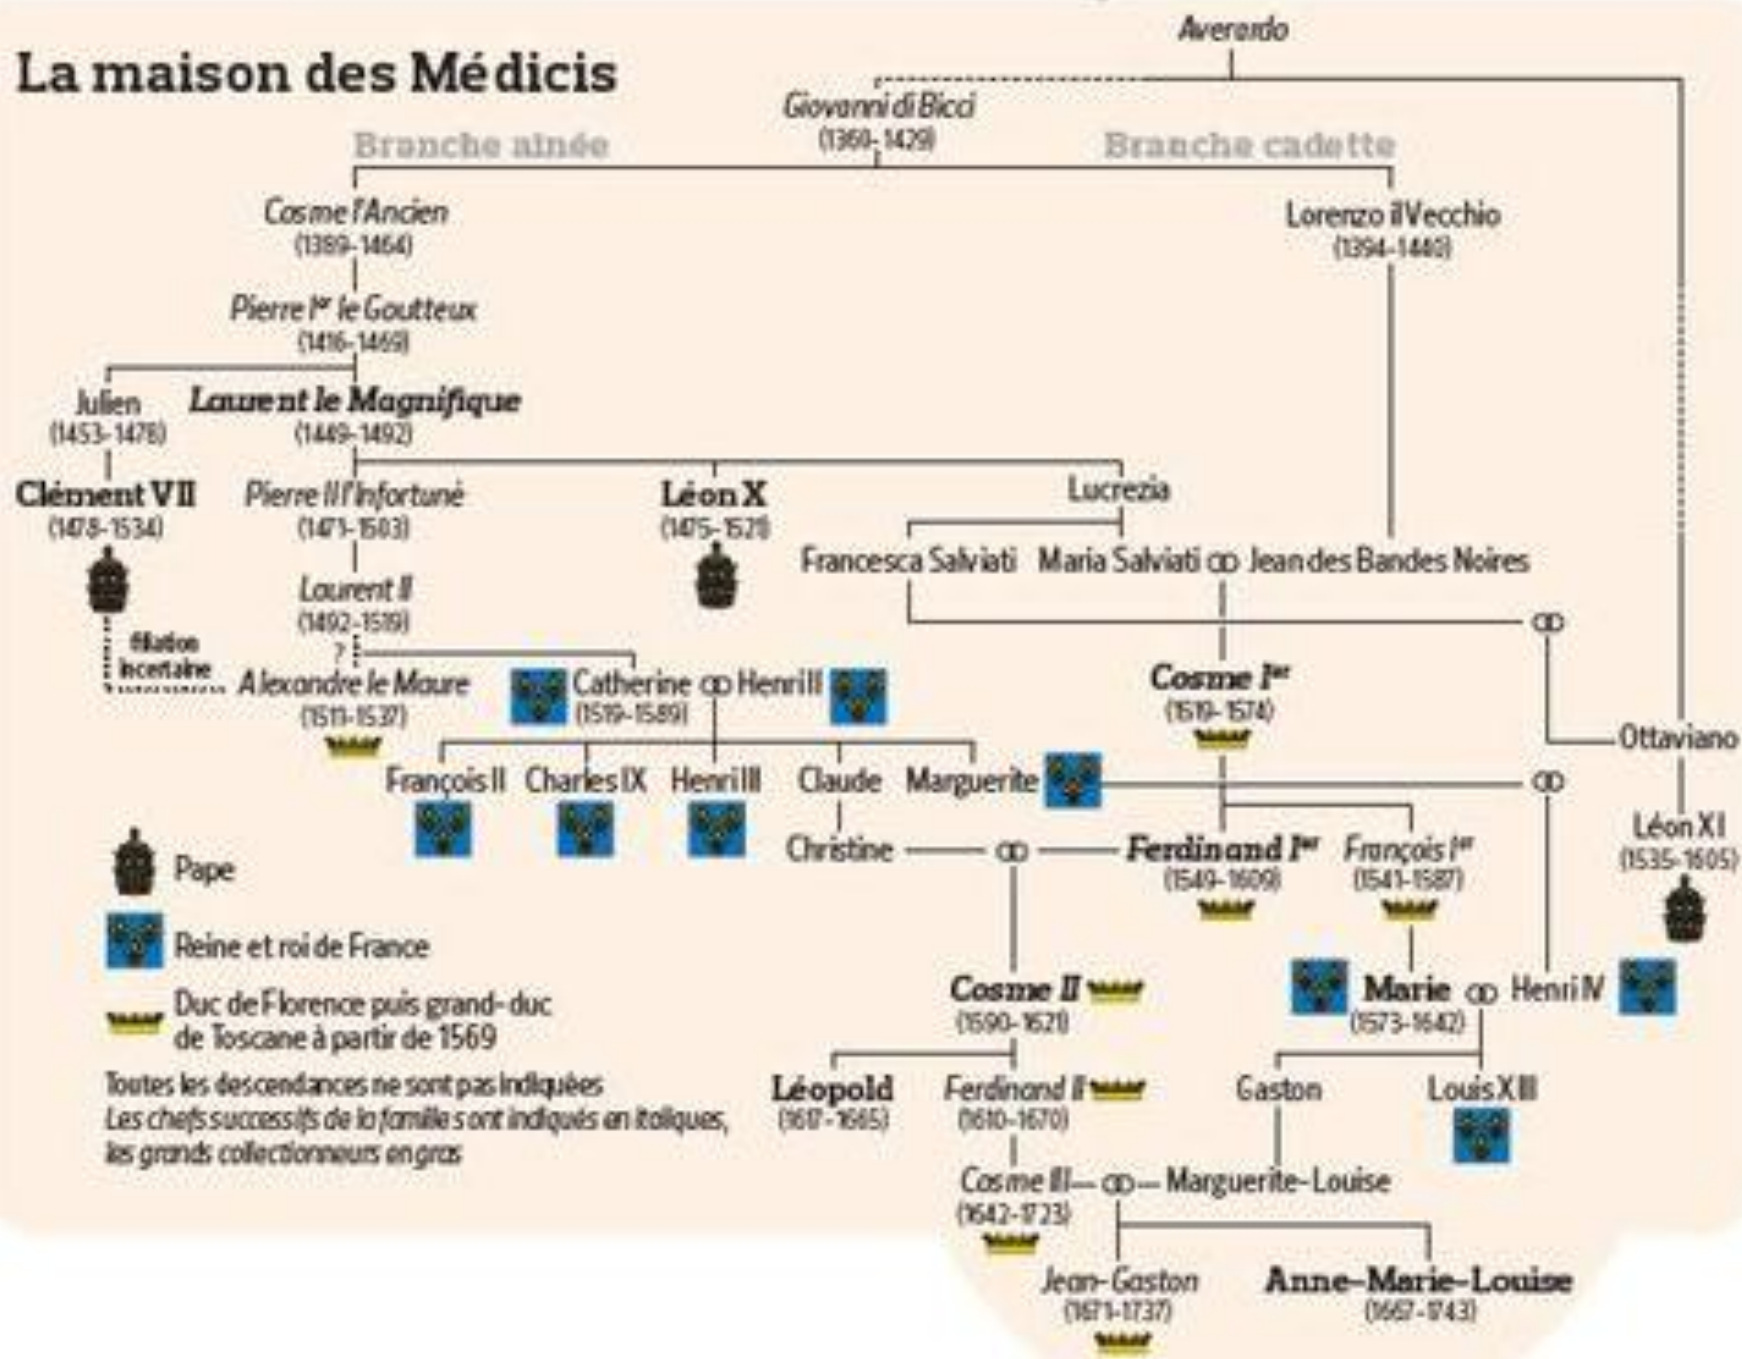 Averardo
La maison des Médicis
Giovanni di Bicci
(1360-1429)
Branche aînée
Branche cadette
Cosme l'Ancien
(1389-1464)
Lorenzo il Vecchio
(1394-1440)
Pierre Ier le Goutteux
(1416-1469)
Julien
(1453-1478)
Laurent le Magnifique
(1449-1492)
Clément VII
(1478-1534)
Pierre II l'Infortuné
(1471-1503)
Léon X
(1475-1521)
Lucrezia
Francesca Salviati
Maria Salviati
Jean des Bandes Noires
Laurent II
(1492-1519)
filiation
incertaine
?
Alexandre le Maure
(1511-1537)
Catherine
(1519-1589)
Henri II
Cosme Ier
(1519-1574)
Ottaviano
François II
Charles IX
Henri III
Claude
Marguerite
Christine
Ferdinand Ier
(1549-1609)
François Ier
(1541-1587)
Léon XI
(1535-1605)
Pape
Reine et roi de France
Duc de Florence puis grand-duc
de Toscane à partir de 1569
Toutes les descendances ne sont pas indiquées
Les chefs successifs de la famille sont indiqués en italiques,
les grands collectionneurs en gras
Cosme II
(1590-1621)
Marie
(1573-1642)
Henri IV
Léopold
(1617-1665)
Ferdinand II
(1610-1670)
Gaston
Louis XIII
Cosme III
(1642-1723)
Marguerite-Louise
Jean-Gaston
(1671-1737)
Anne-Marie-Louise
(1667-1743)